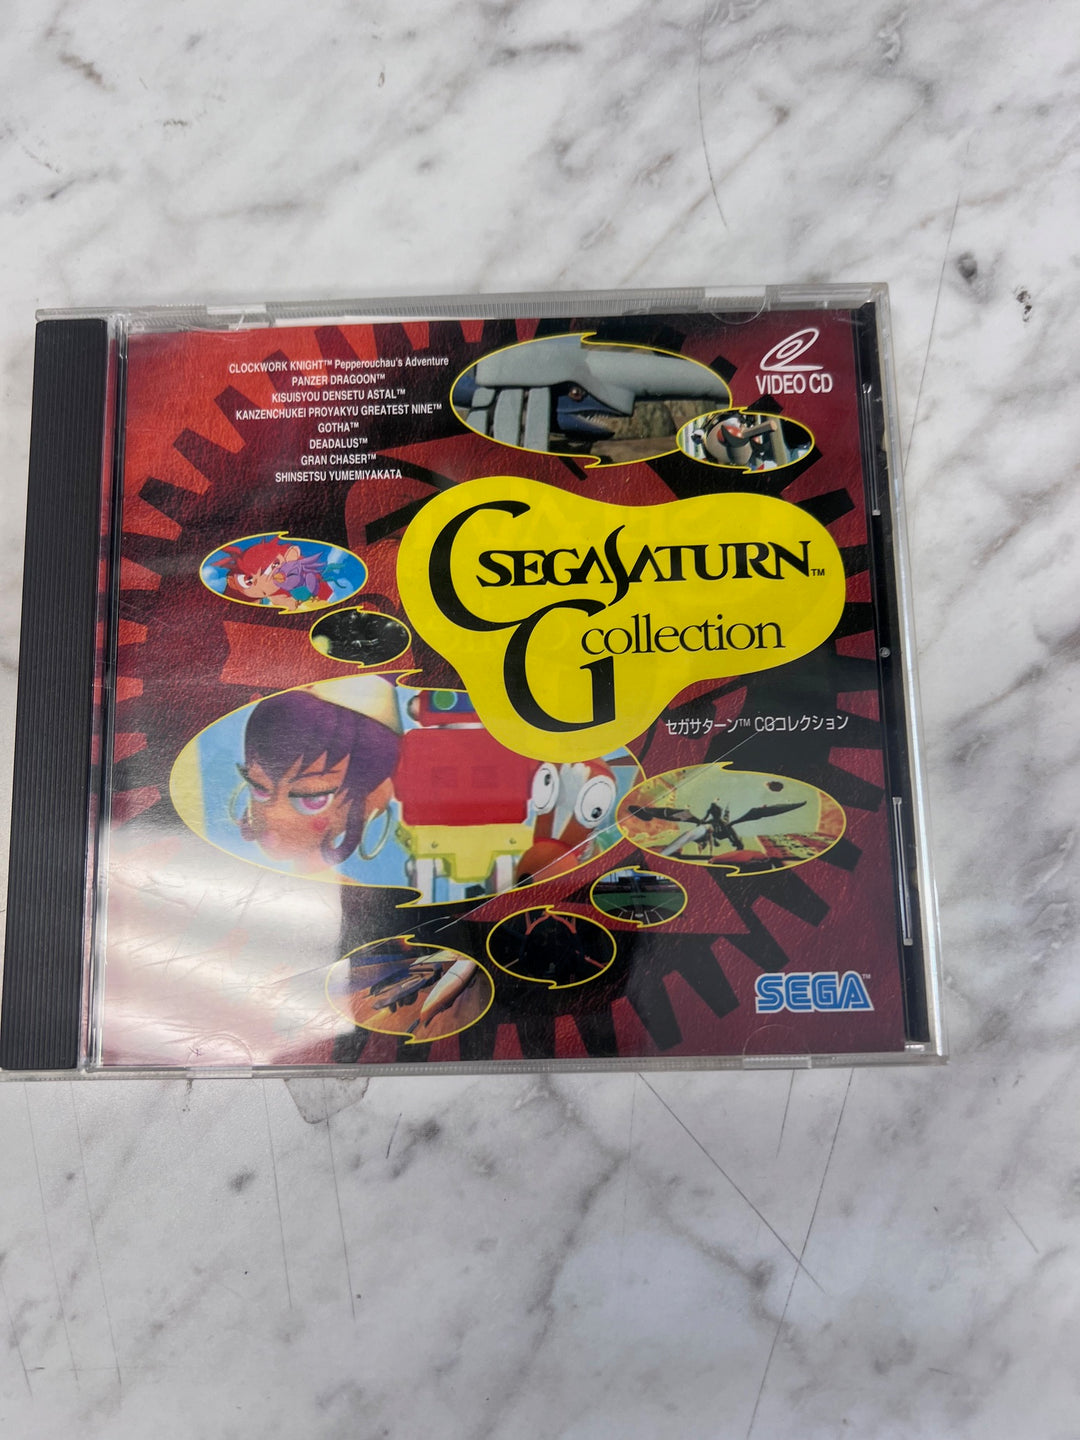 CLOCKWORK KNIGHT™ Pepperouchau's Adventure
PANZER DRAGOON™
KISUISYOU DENSETU ASTAL™
KANZENCHUKEI PROYAKYU GREATEST NINE™
GOTHA™
DEADALUS™
GRAN CHASER™
SHINSETSU YUMEMIYAKATA
VIDEO CD
SEGA SATURN™
CG collection
セガサターン™ CGコレクション
SEGA™